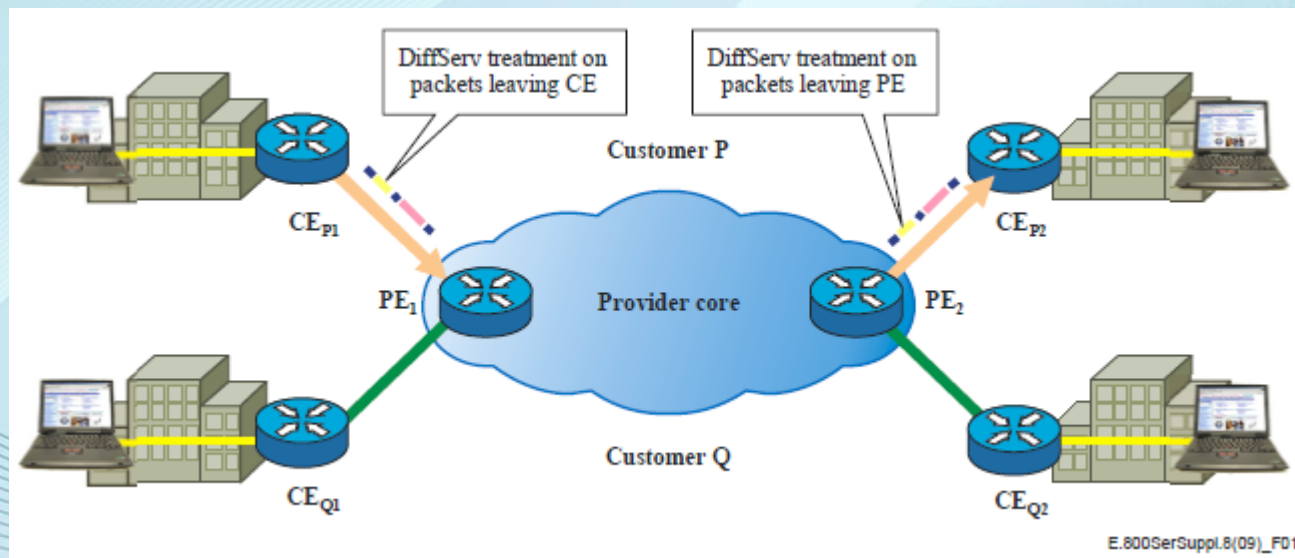 DiffServ treatment on
packets leaving CE
DiffServ treatment on
packets leaving PE
Customer P
CEP1
CEP2
PE1
Provider core
PE2
Customer Q
CEQ1
CEQ2
E.800SerSuppl.8(09)_F01